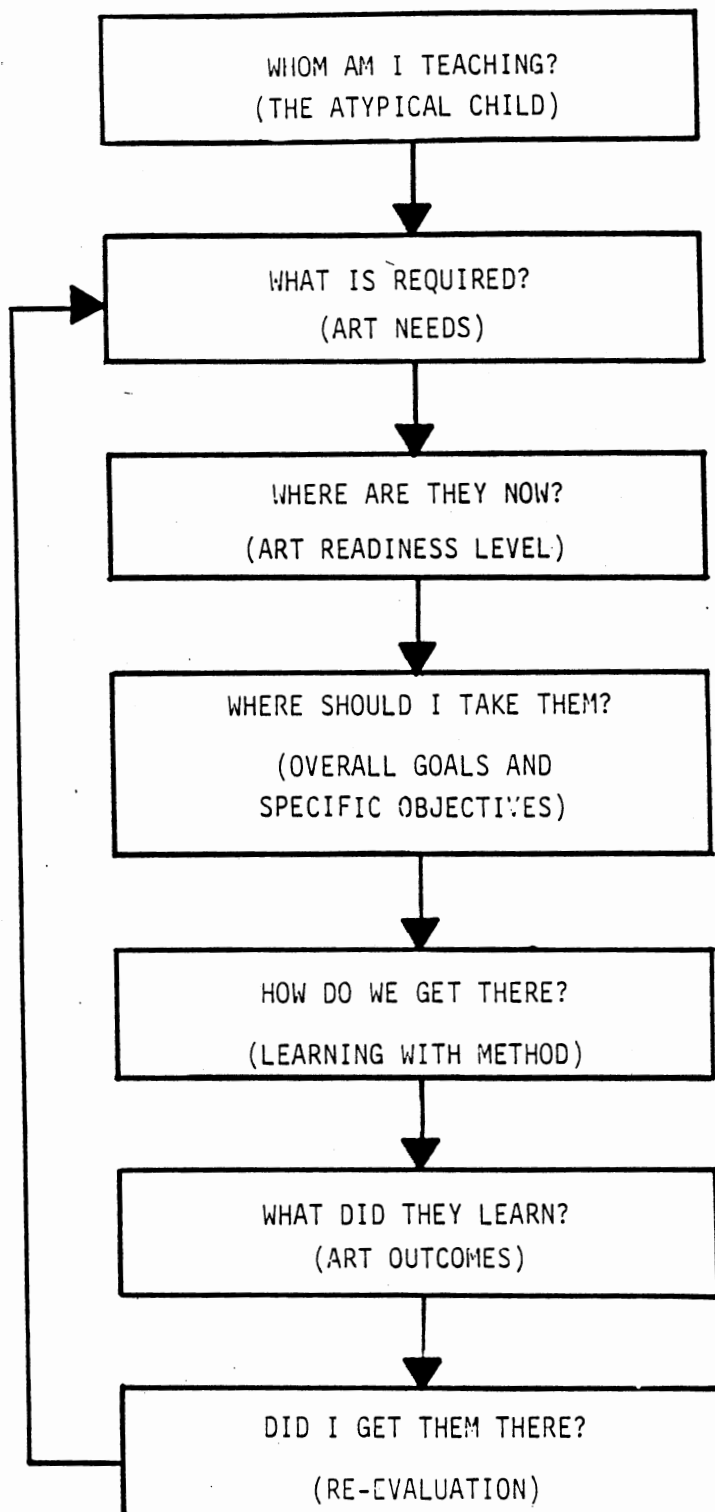 WHOM AM I TEACHING?
(THE ATYPICAL CHILD)
WHAT IS REQUIRED?
(ART NEEDS)
WHERE ARE THEY NOW?
(ART READINESS LEVEL)
WHERE SHOULD I TAKE THEM?
(OVERALL GOALS AND
SPECIFIC OBJECTIVES)
HOW DO WE GET THERE?
(LEARNING WITH METHOD)
WHAT DID THEY LEARN?
(ART OUTCOMES)
DID I GET THEM THERE?
(RE-EVALUATION)